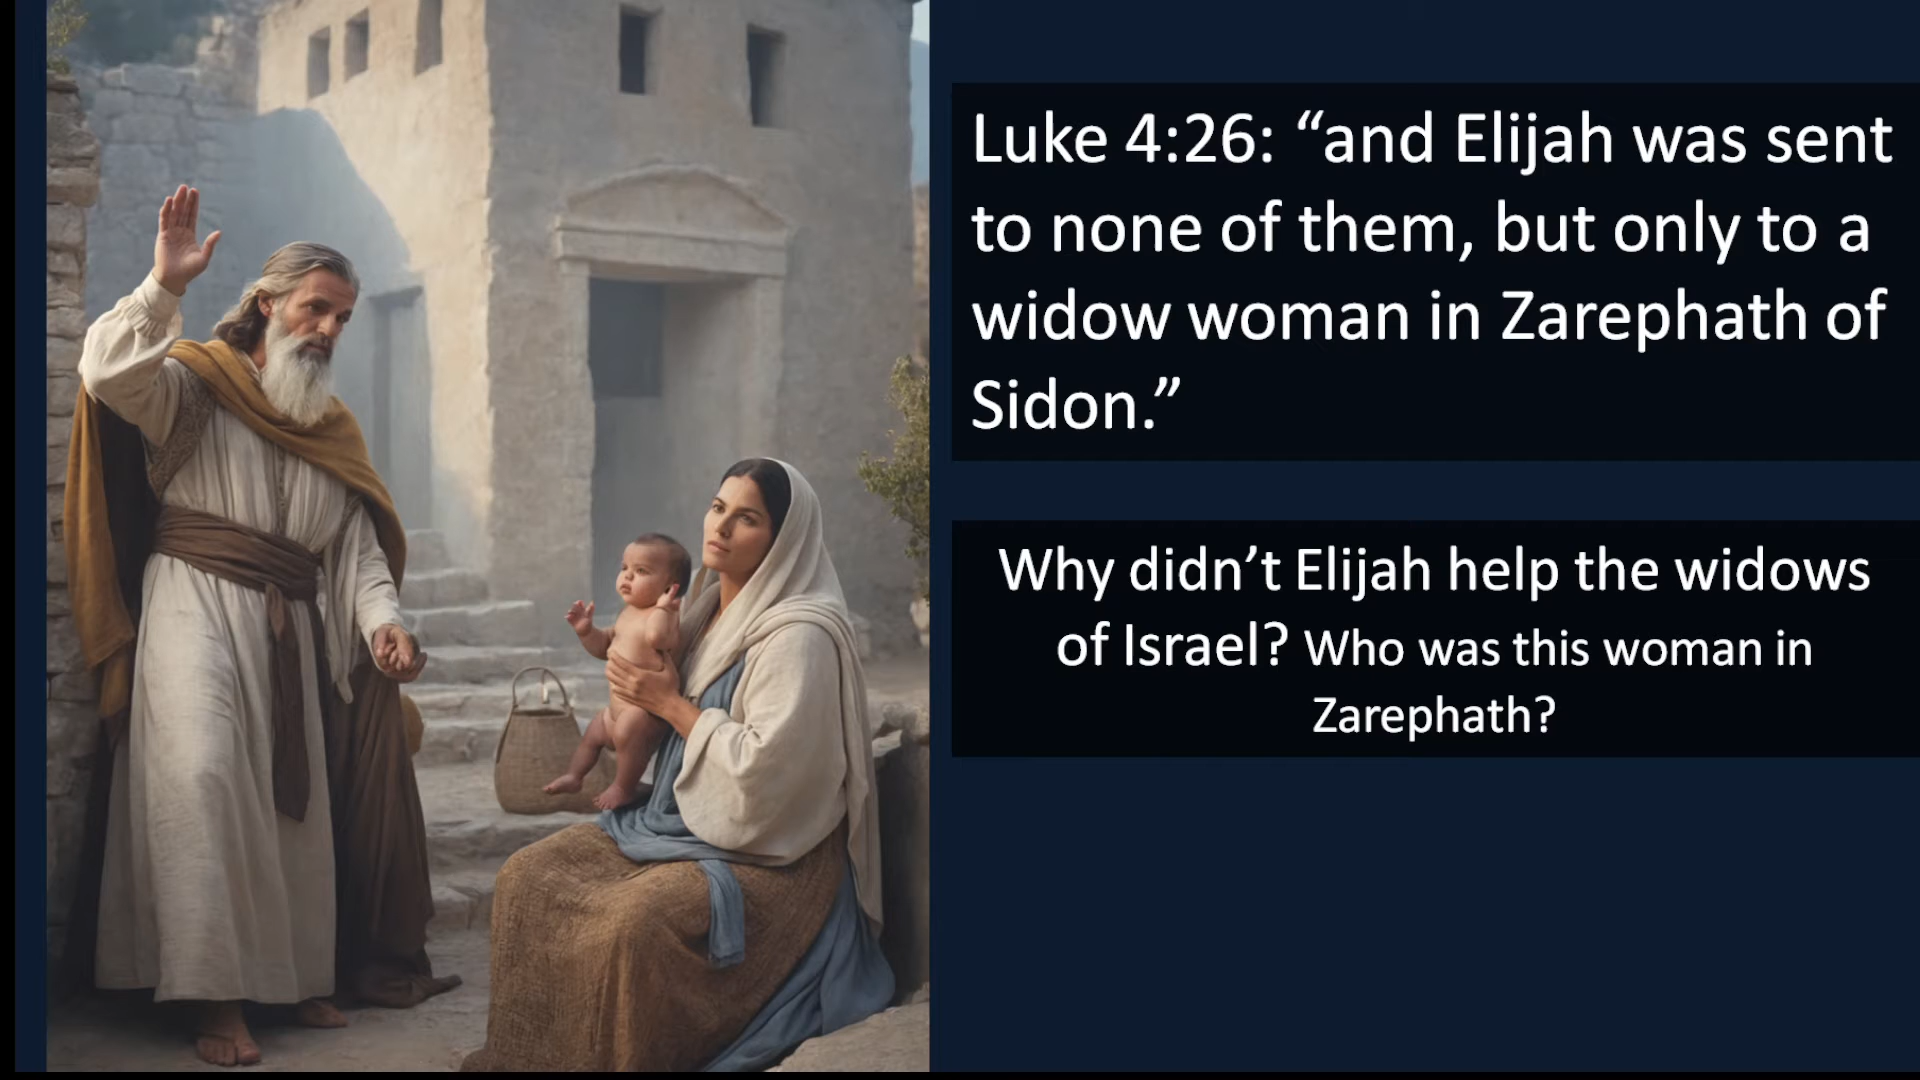 Luke 4:26: “and Elijah was sent
to none of them, but only to a
widow woman in Zarephath of
Sidon.”
Why didn’t Elijah help the widows
of Israel? Who was this woman in
Zarephath?